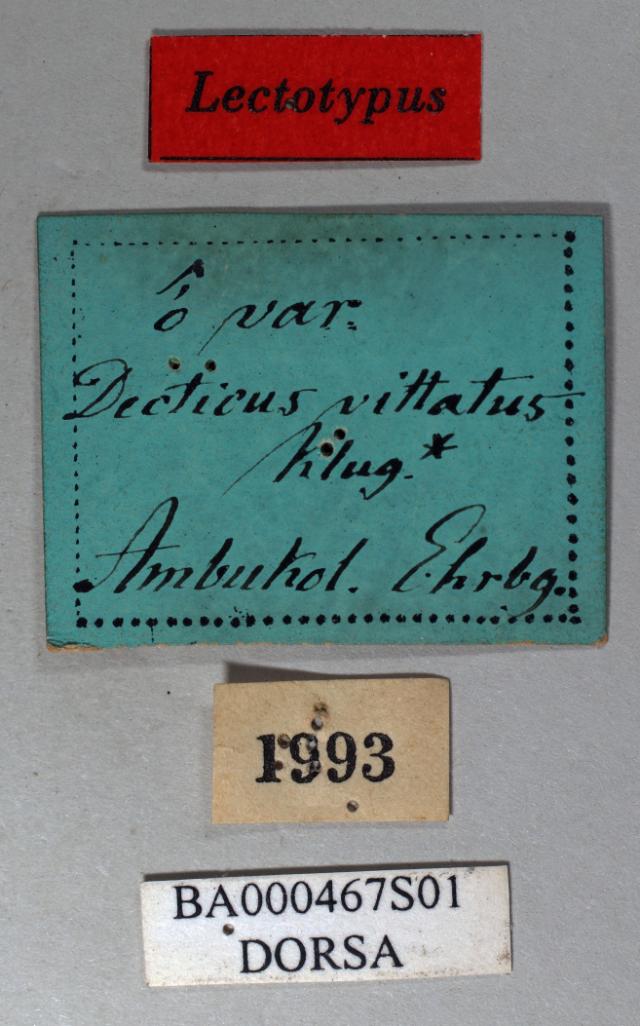 Lectotypus
ô var.
Decticus vittatus
Klug.*
Ambukol. Ehrbg.
1993
BA000467S01
DORSA